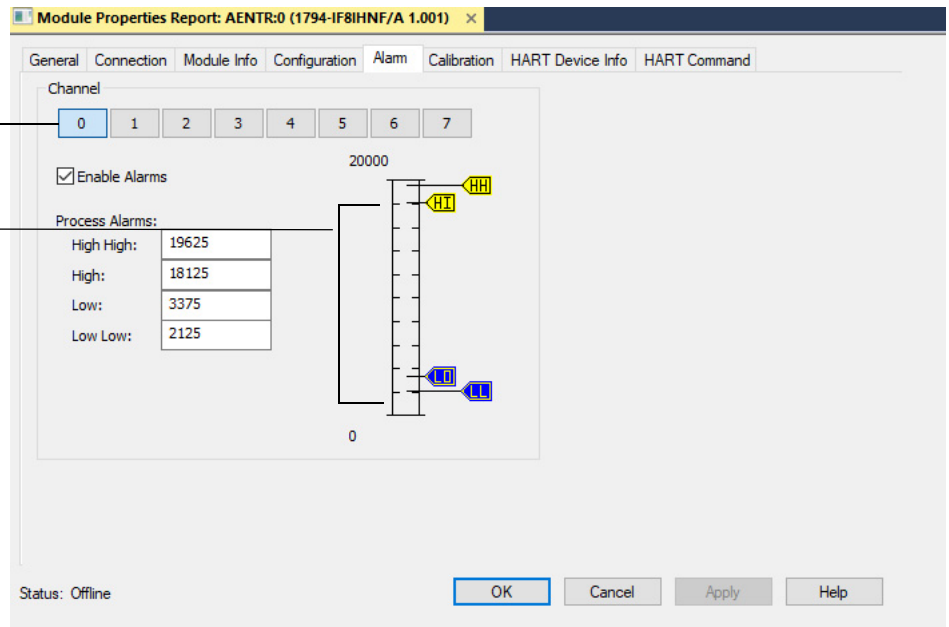 Module Properties Report: AENTR:0 (1794-IF8IHNF/A 1.001) ×
General Connection Module Info Configuration Alarm Calibration HART Device Info HART Command
Channel
0 1 2 3 4 5 6 7
Enable Alarms
20000
HH
HI
Process Alarms:
High High: 19625
High: 18125
Low: 3375
Low Low: 2125
LO
LL
0
Status: Offline
OK Cancel Apply Help